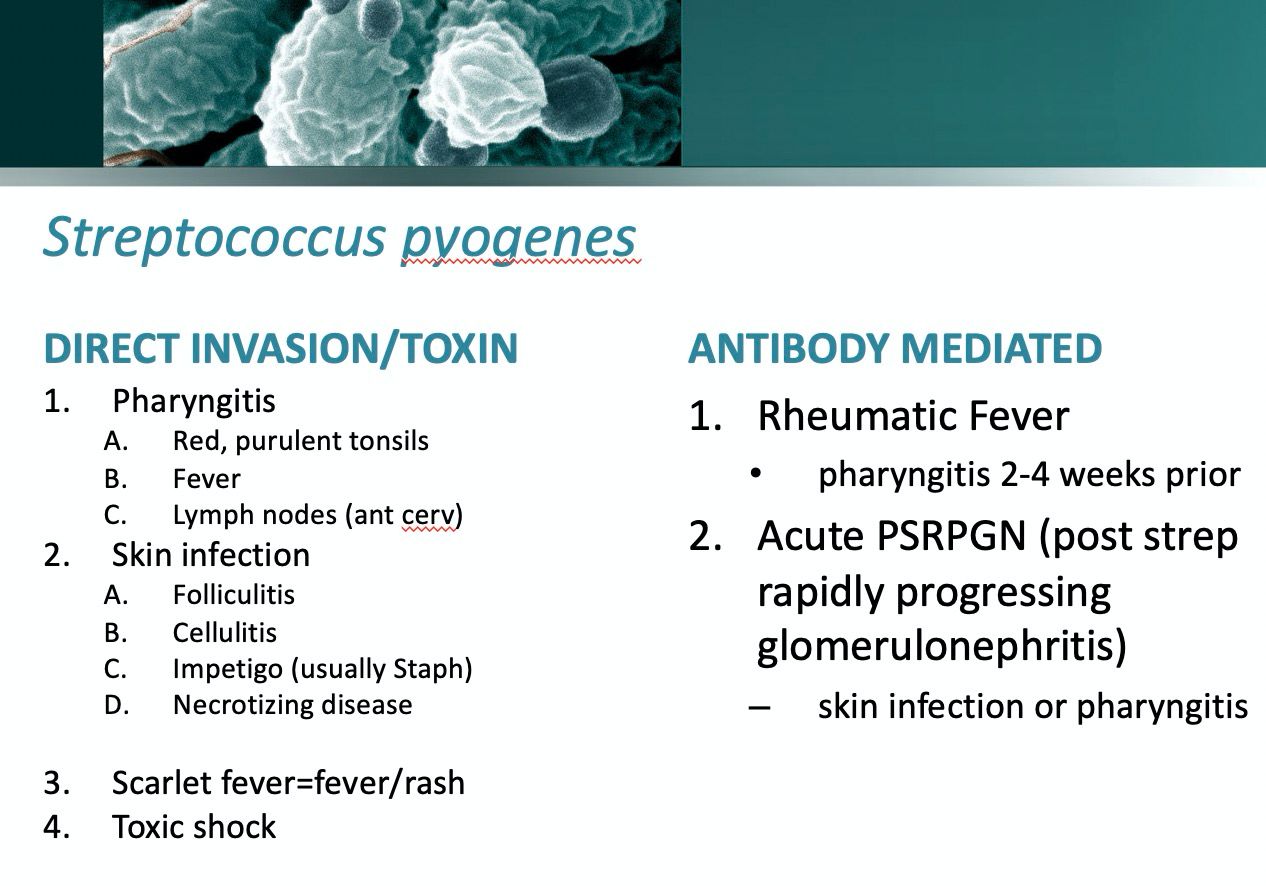 Streptococcus pyogenes
DIRECT INVASION/TOXIN
1. Pharyngitis
A. Red, purulent tonsils
B. Fever
C. Lymph nodes (ant cerv)
2. Skin infection
A. Folliculitis
B. Cellulitis
C. Impetigo (usually Staph)
D. Necrotizing disease
3. Scarlet fever=fever/rash
4. Toxic shock
ANTIBODY MEDIATED
1. Rheumatic Fever
• pharyngitis 2-4 weeks prior
2. Acute PSRPGN (post strep
rapidly progressing
glomerulonephritis)
– skin infection or pharyngitis